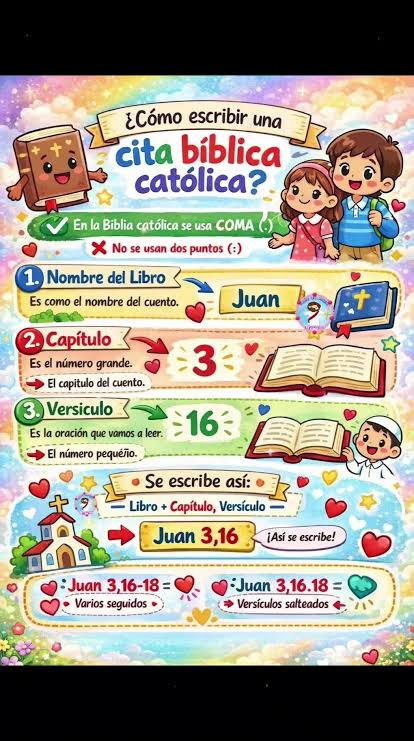 ¿Cómo escribir una
cita bíblica
católica?
En la Biblia católica se usa COMA (.)
No se usan dos puntos (:)
1. Nombre del Libro
Es como el nombre del cuento.
Juan
9
2. Capítulo
Es el número grande.
El capitulo del cuento.
3
3. Versiculo
Es la oración que vamos a leer.
El número pequeño.
16
Se escribe así:
Libro + Capítulo, Versículo
9
Juan 3,16
¡Así se escribe!
Juan 3,16-18 =
Varios seguidos
Juan 3,16.18 =
Versículos salteados